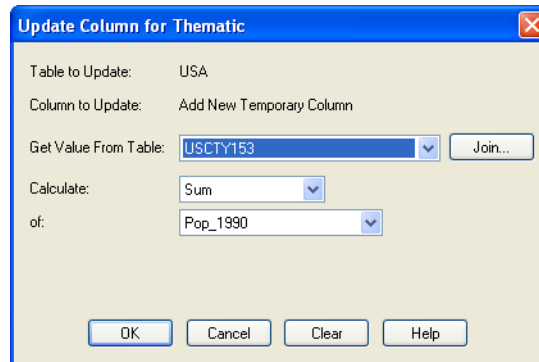 Update Column for Thematic
Table to Update: USA
Column to Update: Add New Temporary Column
Get Value From Table: USCTY153 Join...
Calculate: Sum
of: Pop_1990
OK Cancel Clear Help